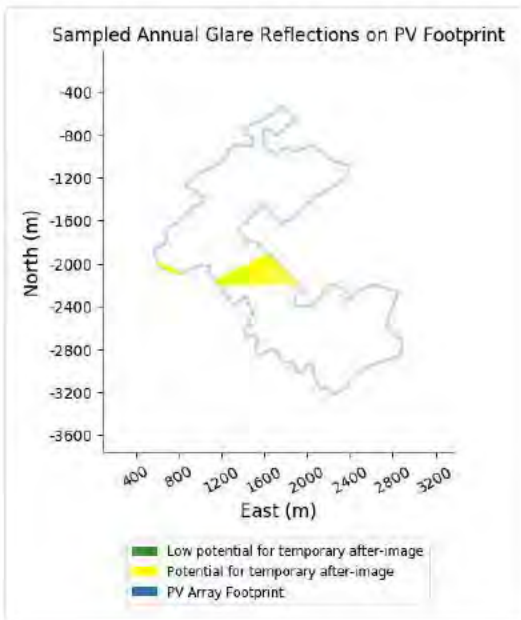 Sampled Annual Glare Reflections on PV Footprint
-400
-800
-1200
-1600
-2000
-2400
-2800
-3200
-3600
North (m)
400 800 1200 1600 2000 2400 2800 3200
East (m)
Low potential for temporary after-image
Potential for temporary after-image
PV Array Footprint